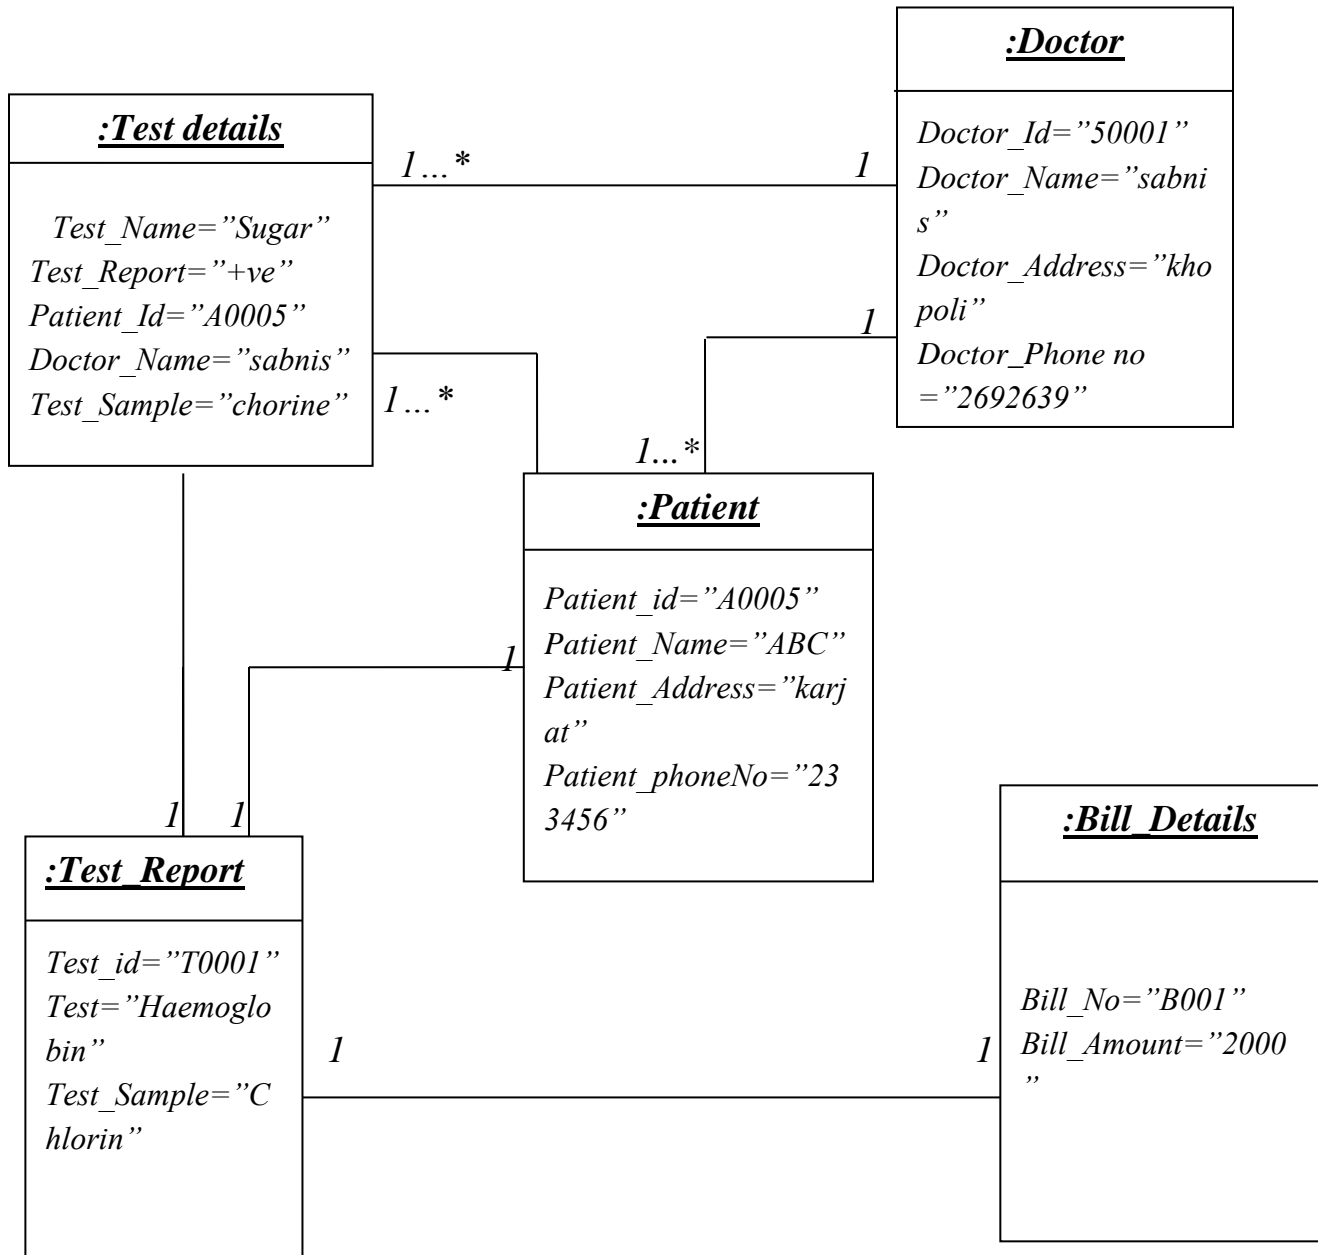 :Doctor
Doctor_Id=”50001”
Doctor_Name=”sabni
s”
Doctor_Address=”kho
poli”
Doctor_Phone no
=”2692639”
:Test details
Test_Name=”Sugar”
Test_Report=”+ve”
Patient_Id=”A0005”
Doctor_Name=”sabnis”
Test_Sample=”chorine”
1...*
1
1
1...*
1...*
:Patient
Patient_id=”A0005”
Patient_Name=”ABC”
Patient_Address=”karj
at”
Patient_phoneNo=”23
3456”
1
1
1
:Test_Report
Test_id=”T0001”
Test=”Haemoglo
bin”
Test_Sample=”C
hlorin”
1
1
:Bill_Details
Bill_No=”B001”
Bill_Amount=”2000
”